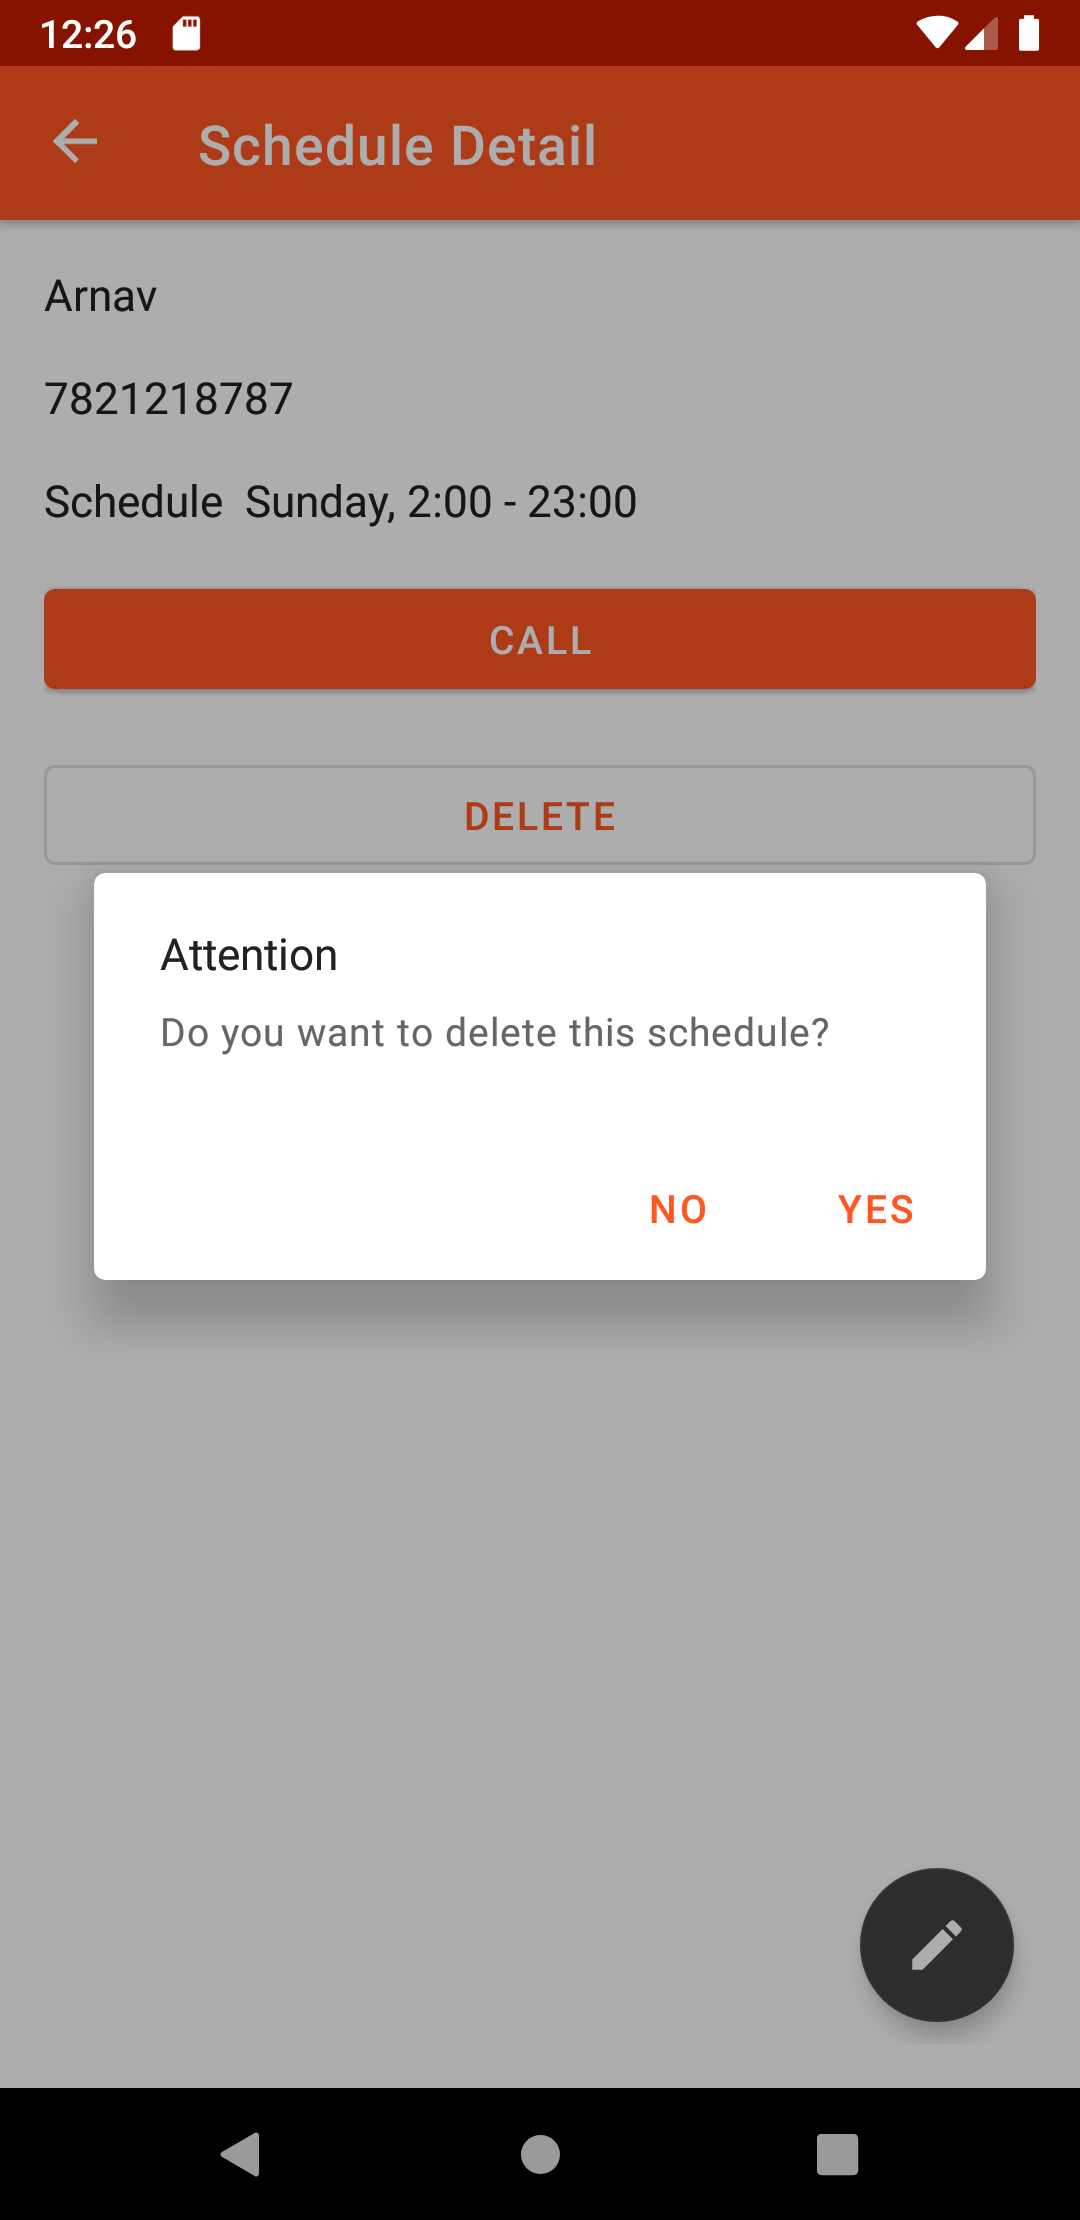 12:26
Schedule Detail
Arnav
7821218787
Schedule  Sunday, 2:00 - 23:00
CALL
DELETE
Attention
Do you want to delete this schedule?
NO YES